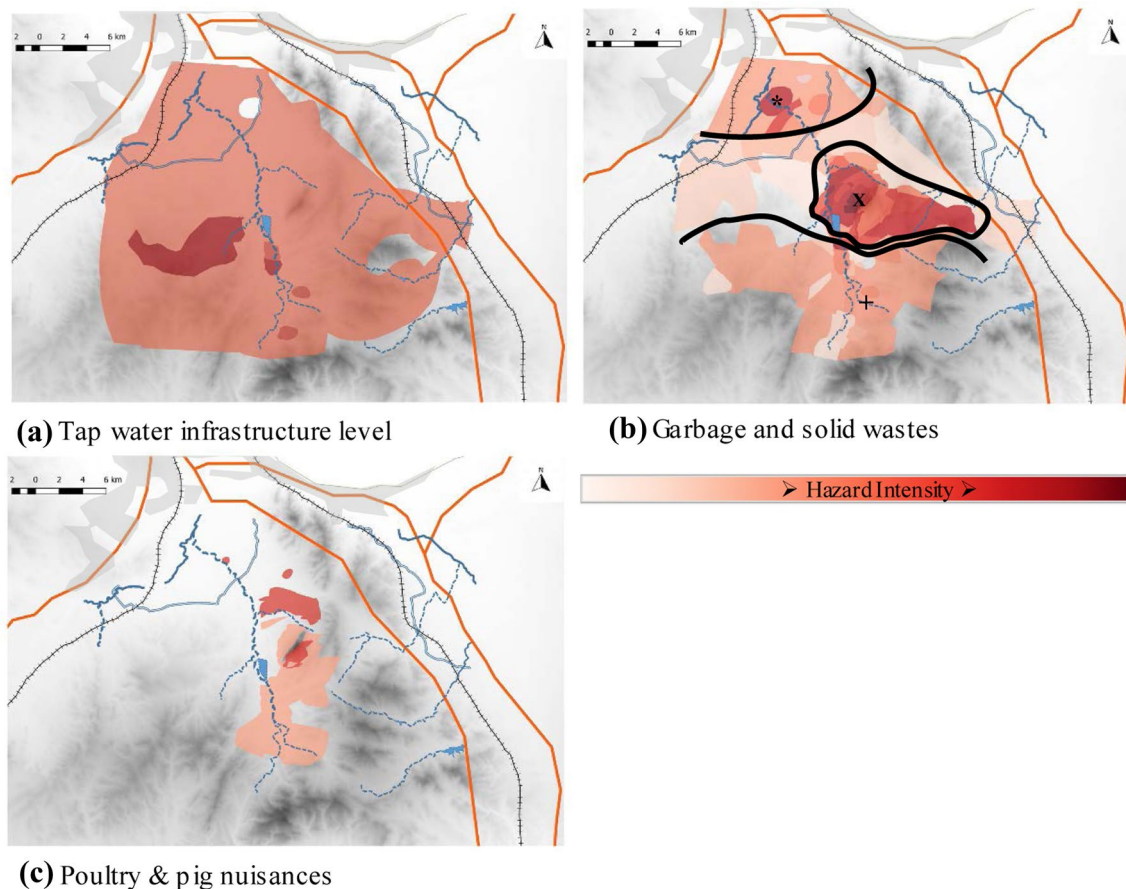 2 0 2 4 6 km
N
2 0 2 4 6 km
N
*
x
+
(a) Tap water infrastructure level
(b) Garbage and solid wastes
2 0 2 4 6 km
N
➢ Hazard Intensity ➢
(c) Poultry & pig nuisances